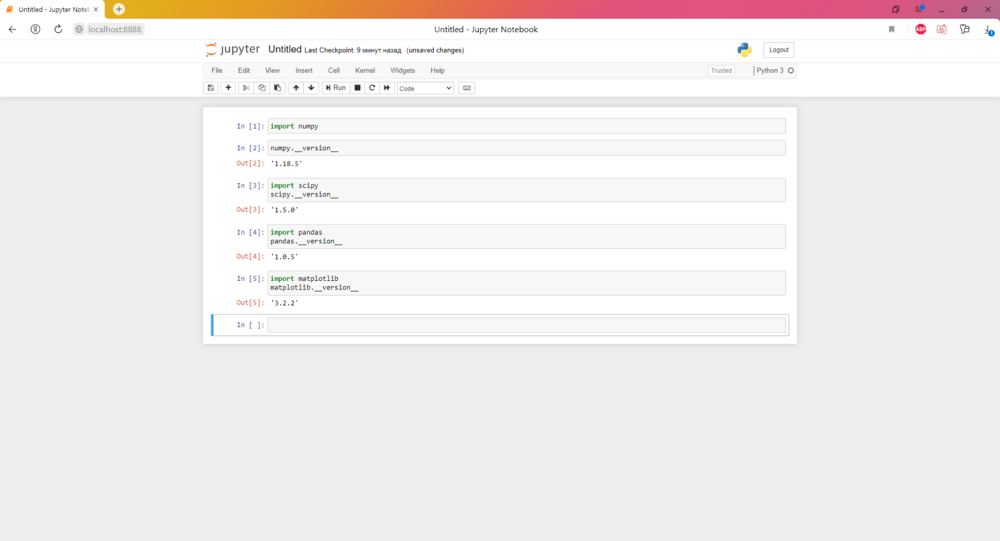 Untitled - Jupyter Noteb
localhost:8888
Untitled - Jupyter Notebook
ABP
1
jupyter Untitled Last Checkpoint: 9 минут назад (unsaved changes)
Logout
File Edit View Insert Cell Kernel Widgets Help
Trusted
Python 3
Run
Code
In [1]: import numpy
In [2]: numpy.__version__
Out[2]: '1.18.5'
In [3]: import scipy
scipy.__version__
Out[3]: '1.5.0'
In [4]: import pandas
pandas.__version__
Out[4]: '1.0.5'
In [5]: import matplotlib
matplotlib.__version__
Out[5]: '3.2.2'
In [ ]: